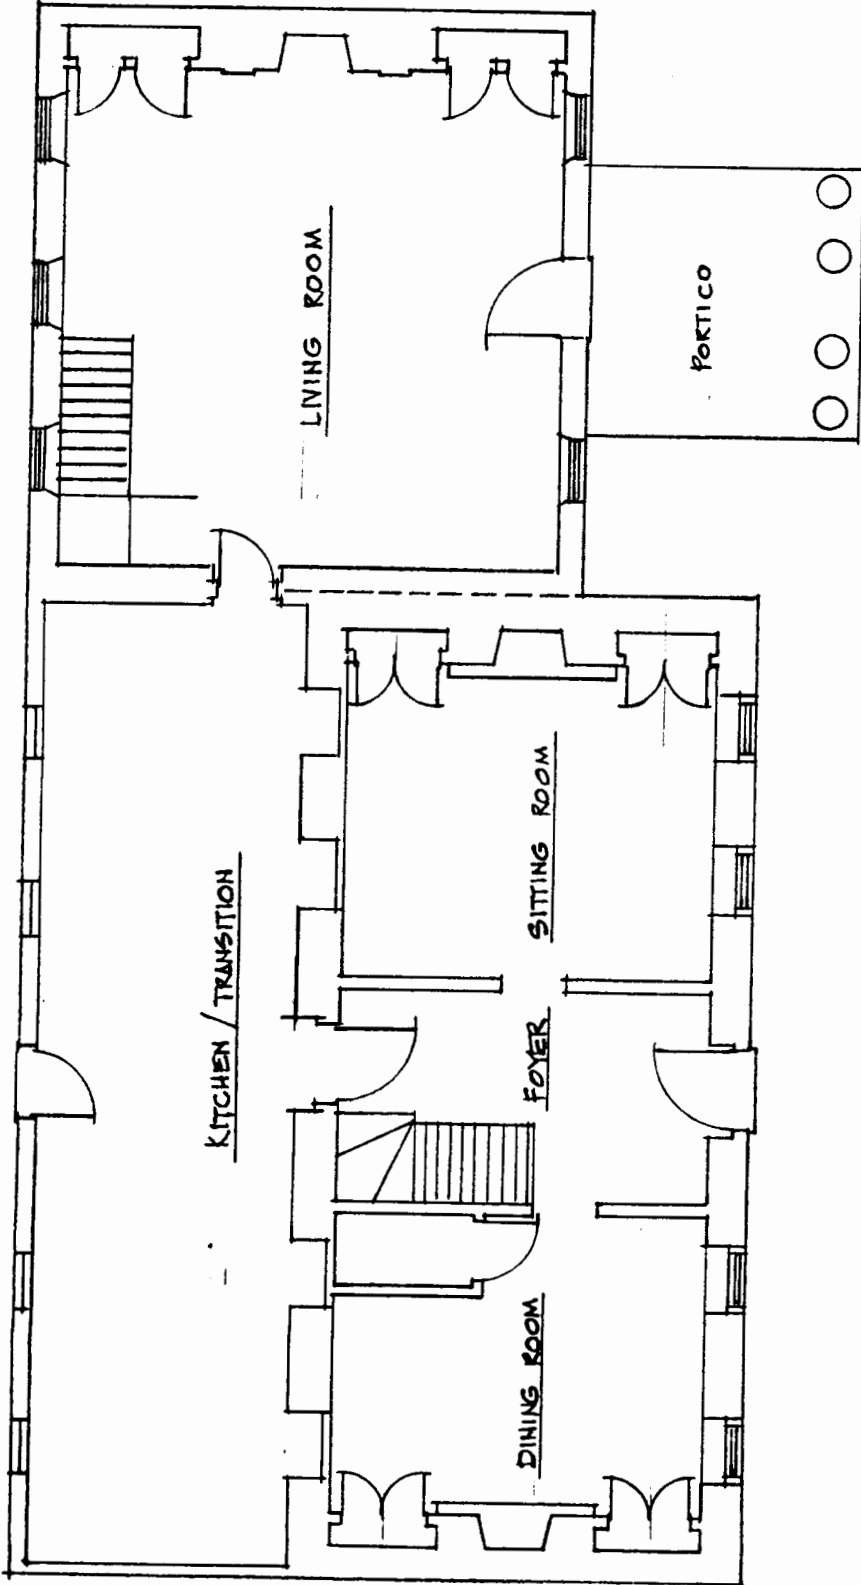 LIVING ROOM
PORTICO
KITCHEN / TRANSITION
SITTING ROOM
FOYER
DINING ROOM